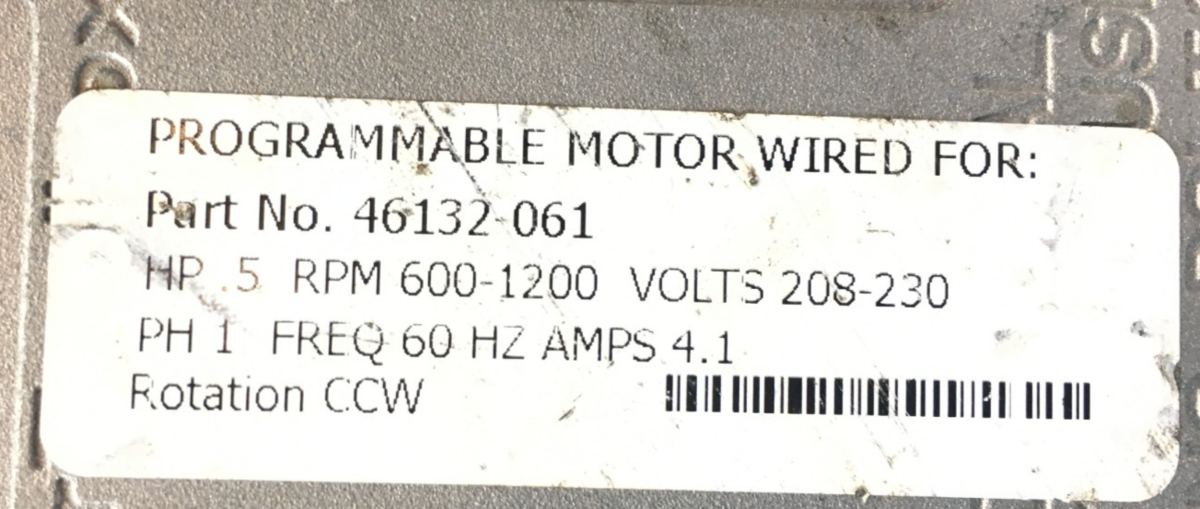 PROGRAMMABLE MOTOR WIRED FOR:
Part No. 46132-061
HP .5 RPM 600-1200 VOLTS 208-230
PH 1 FREQ 60 HZ AMPS 4.1
Rotation CCW